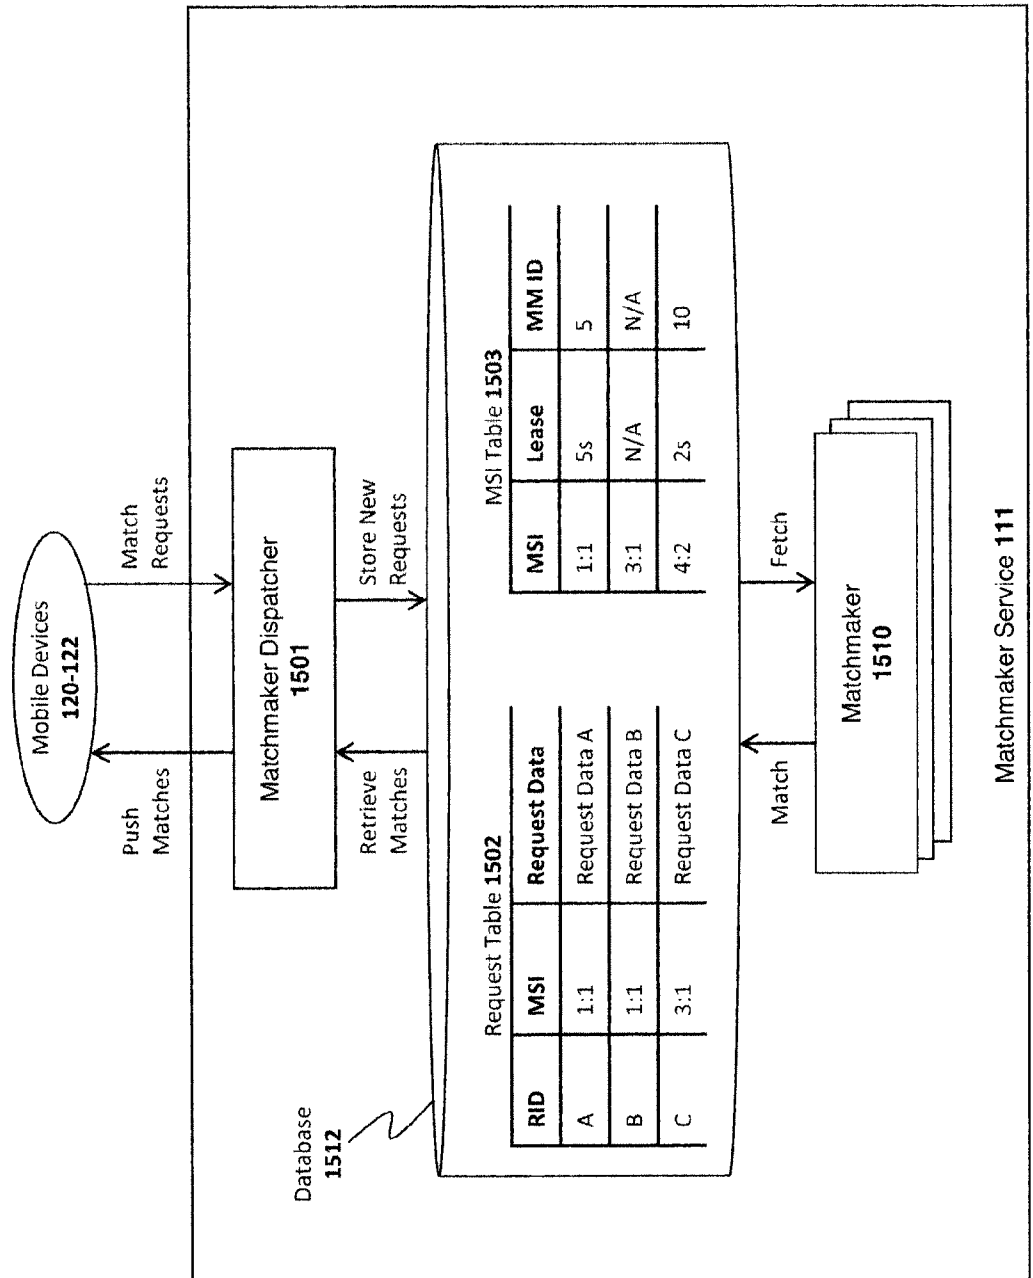 Mobile Devices
120-122
Push
Matches
Match
Requests
Matchmaker Dispatcher
1501
Retrieve
Matches
Store New
Requests
Database
1512
Request Table 1502
RID MSI Request Data
A 1:1 Request Data A
B 1:1 Request Data B
C 3:1 Request Data C
MSI Table 1503
MSI Lease MM ID
1:1 5s 5
3:1 N/A N/A
4:2 2s 10
Match
Fetch
Matchmaker
1510
Matchmaker Service 111